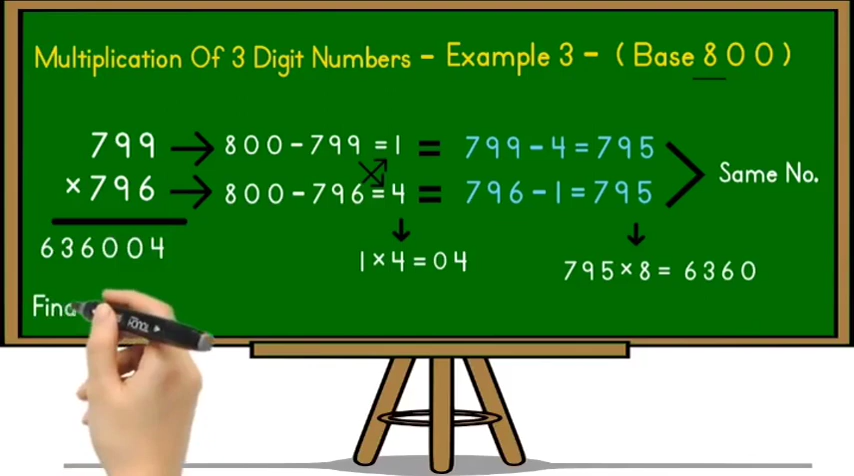 Multiplication Of 3 Digit Numbers – Example 3 – ( Base 800 )
799 → 800 – 799 = 1 = 799 – 4 = 795
× 796 → 800 – 796 = 4 = 796 – 1 = 795
Same No.
636004
1 × 4 = 04
795 × 8 = 6360
Fina